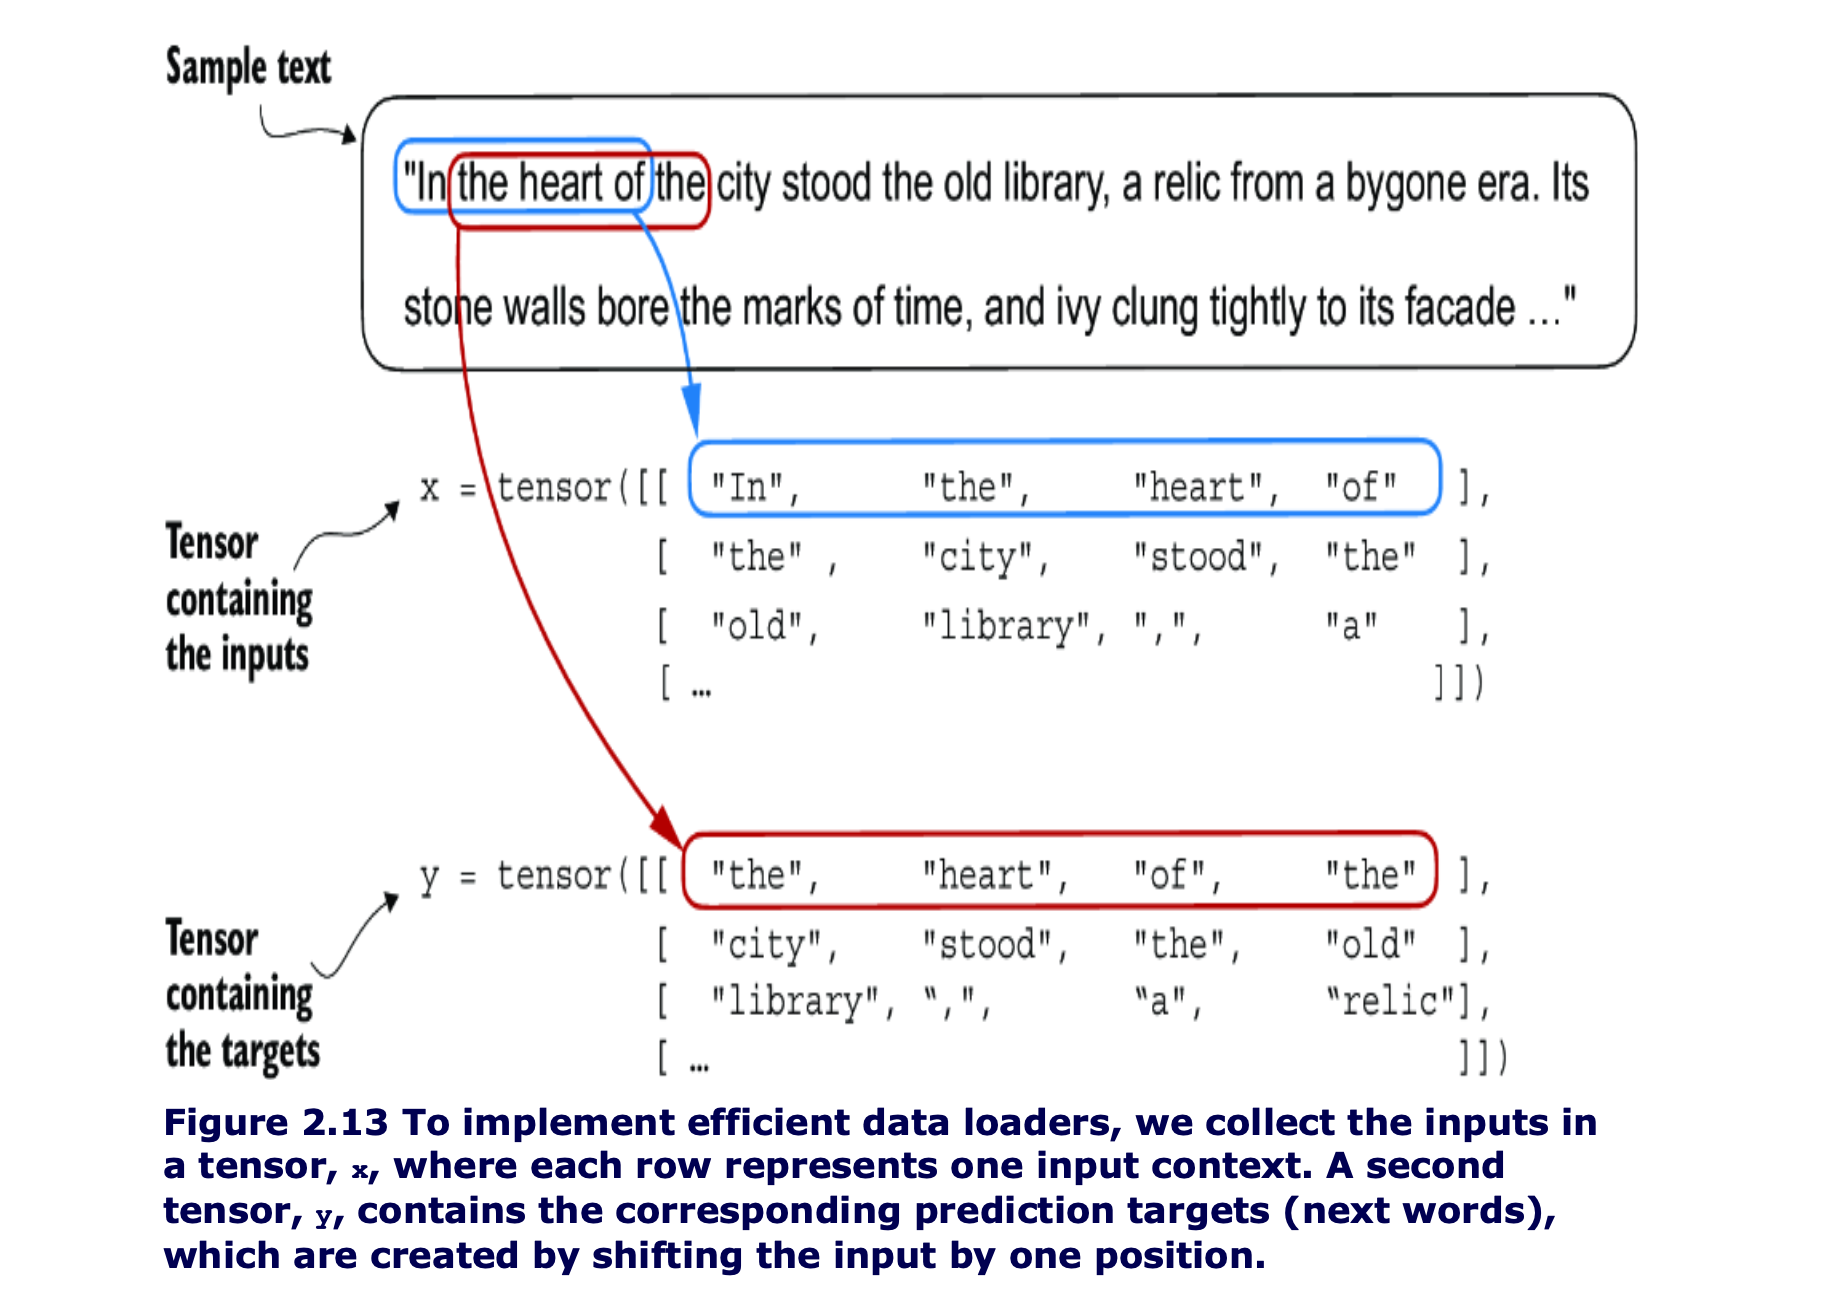 Sample text
"In the heart of the city stood the old library, a relic from a bygone era. Its
stone walls bore the marks of time, and ivy clung tightly to its facade ..."
x = tensor([[ "In", "the", "heart", "of" ],
[ "the" , "city", "stood", "the" ],
[ "old", "library", ",", "a" ],
[ … ]])
Tensor
containing
the inputs
y = tensor([[ "the", "heart", "of", "the" ],
[ "city", "stood", "the", "old" ],
[ "library", “,", “a", “relic"],
[ … ]])
Tensor
containing
the targets
Figure 2.13 To implement efficient data loaders, we collect the inputs in
a tensor, x, where each row represents one input context. A second
tensor, y, contains the corresponding prediction targets (next words),
which are created by shifting the input by one position.